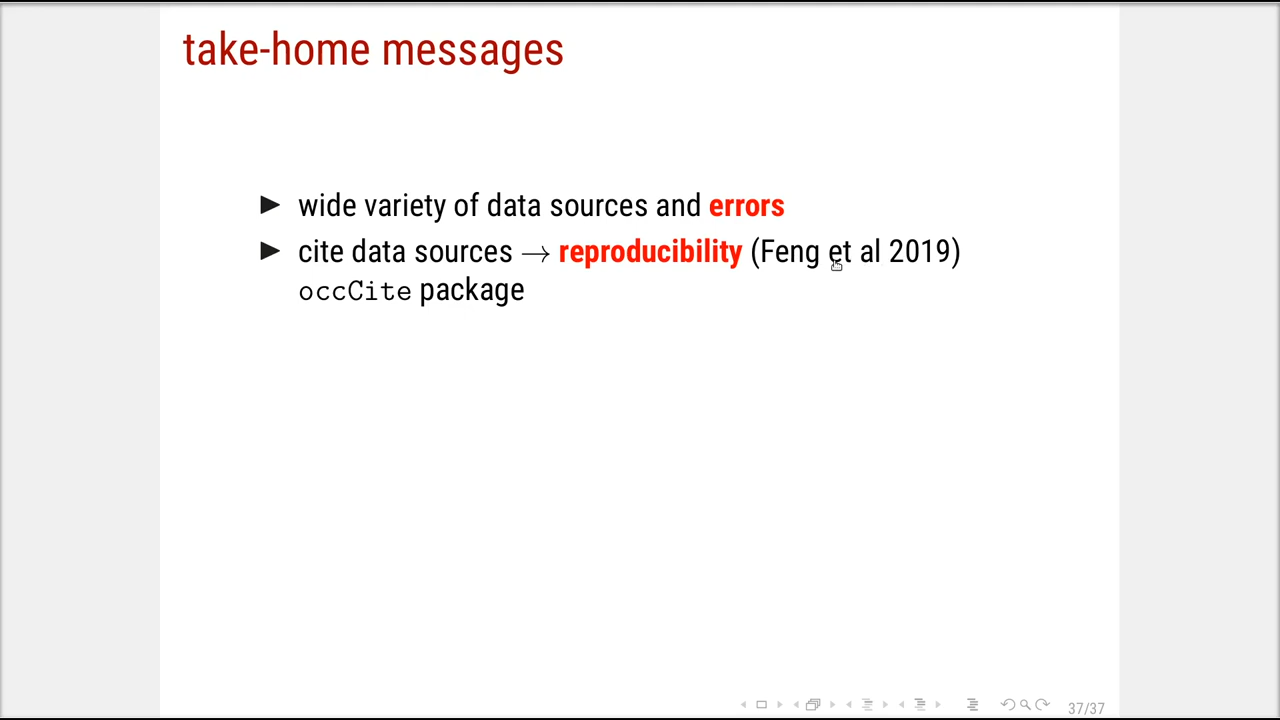 take-home messages
▶ wide variety of data sources and errors
▶ cite data sources → reproducibility (Feng et al 2019)
occCite package
37/37